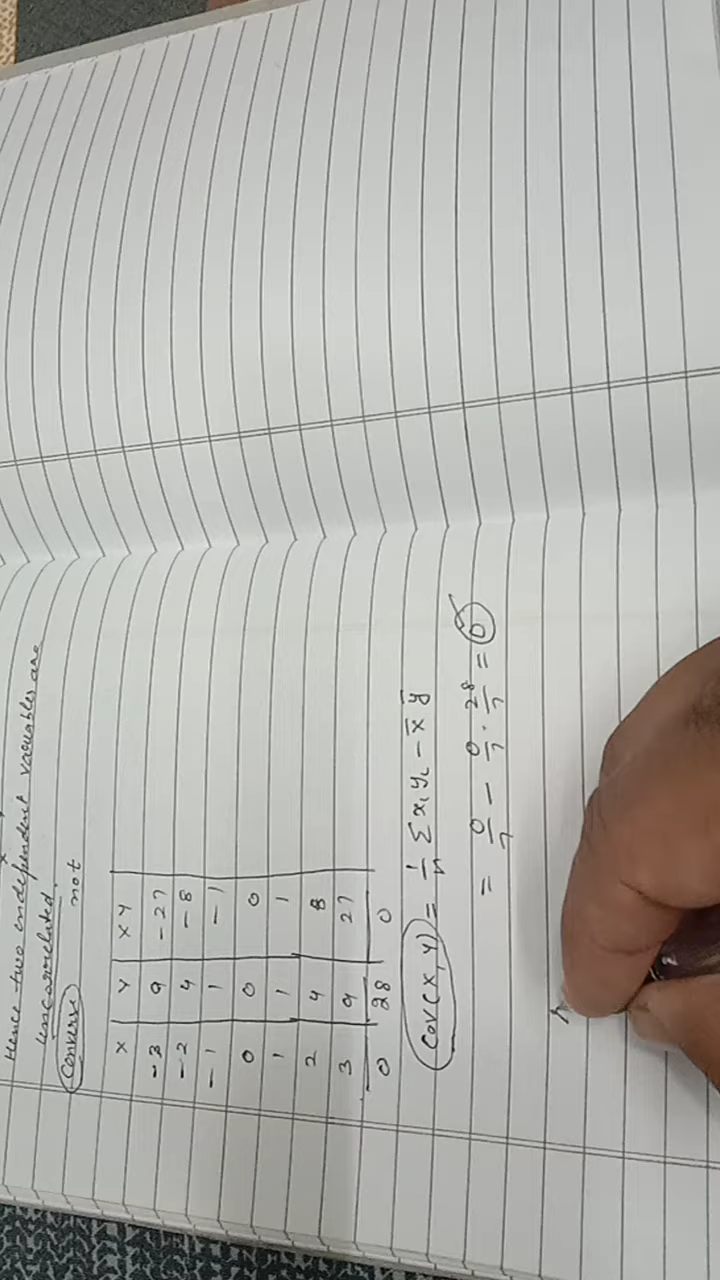 Hence two independent variables are
uncorrelated.
Converse not
X Y XY
-3 9 -27
-2 4 -8
-1 1 -1
0 0 0
1 1 1
2 4 8
3 9 27
0 28 0
Cov(X, Y) = 1/n Σ xᵢ yᵢ - x̄ ȳ
= 0/7 - 0/7 · 28/7 = 0